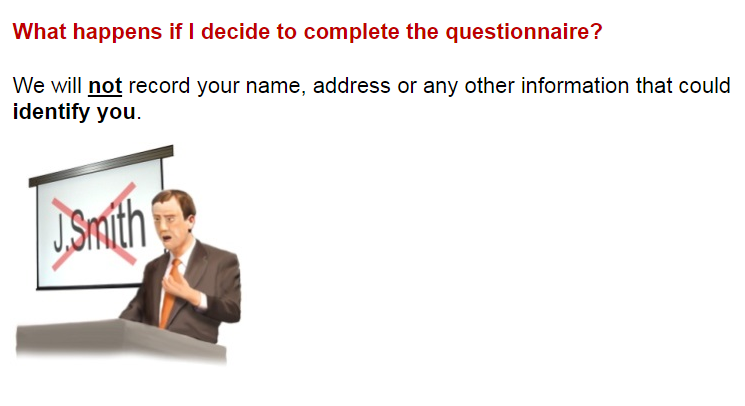 What happens if I decide to complete the questionnaire?
We will not record your name, address or any other information that could
identify you.
J.Smith